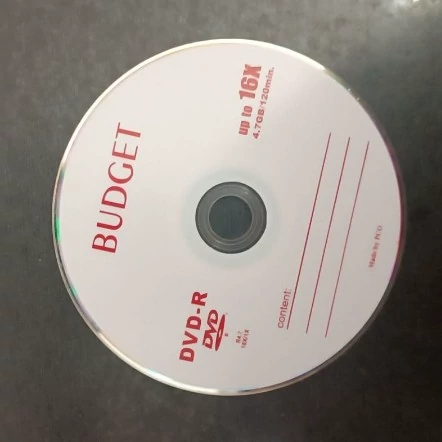 BUDGET
up to 16X
4.7GB/120min.
DVD-R
DVD
R
content: